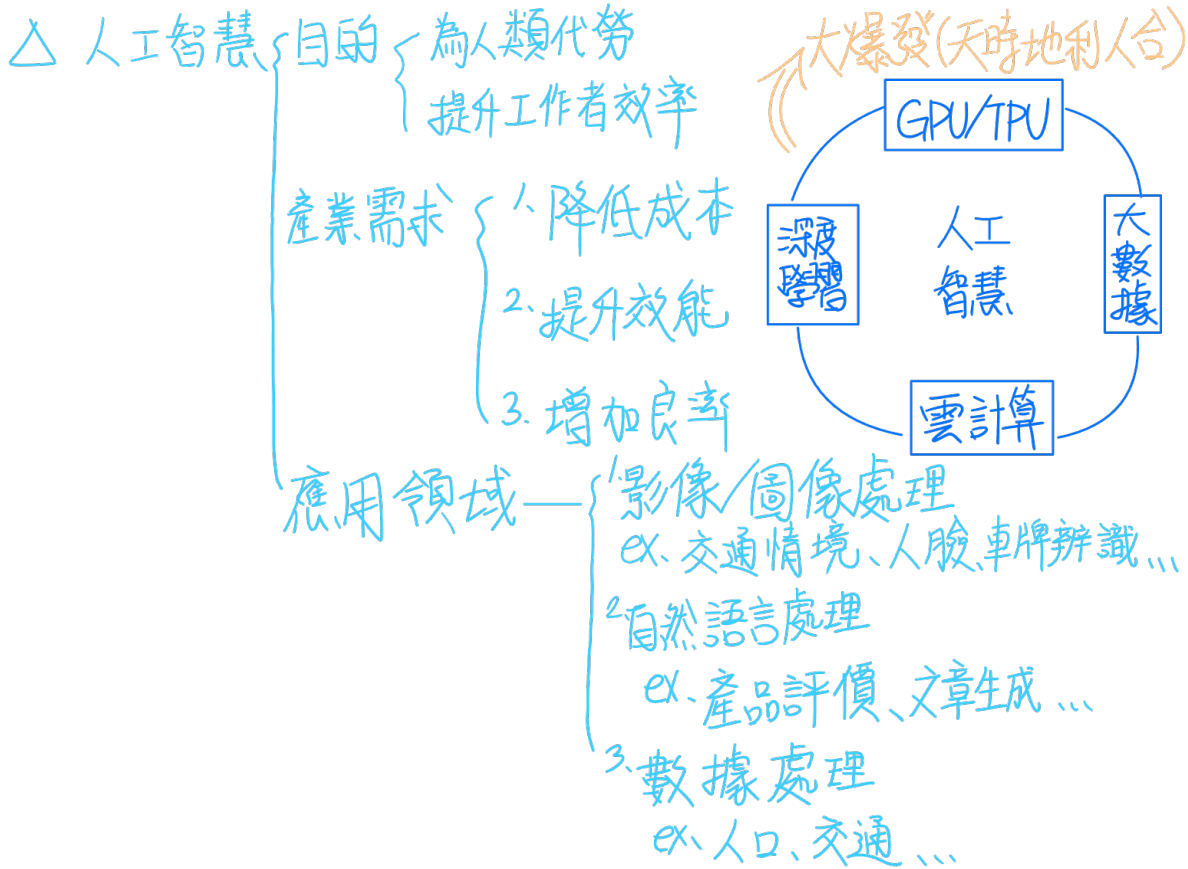 △ 人工智慧
目的
為人類代勞
提升工作者效率
產業需求
1. 降低成本
2. 提升效能
3. 增加良率
應用領域
1. 影像/圖像處理
ex、交通情境、人臉、車牌辨識...
2. 自然語言處理
ex、產品評價、文章生成...
3. 數據處理
ex、人口、交通...
大爆發(天時地利人合)
GPU/TPU
深度
學習
人工
智慧
大數據
雲計算